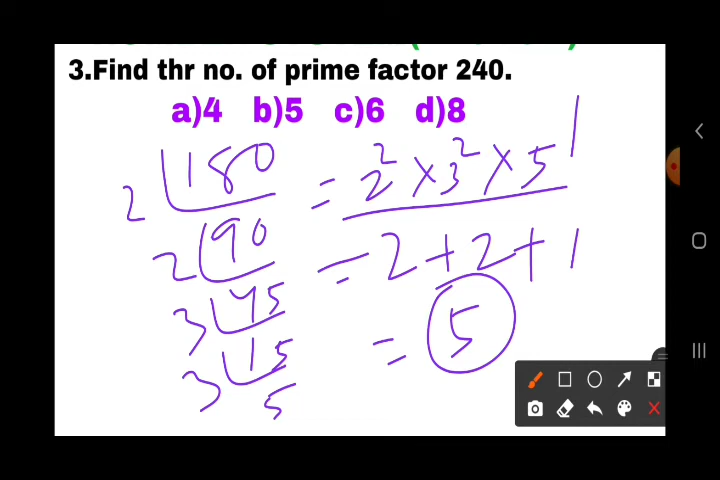 3.Find thr no. of prime factor 240.
a)4 b)5 c)6 d)8
2 180 = 2² × 3² × 5¹
2 90 = 2 + 2 + 1
3 45
3 15 = 5
5